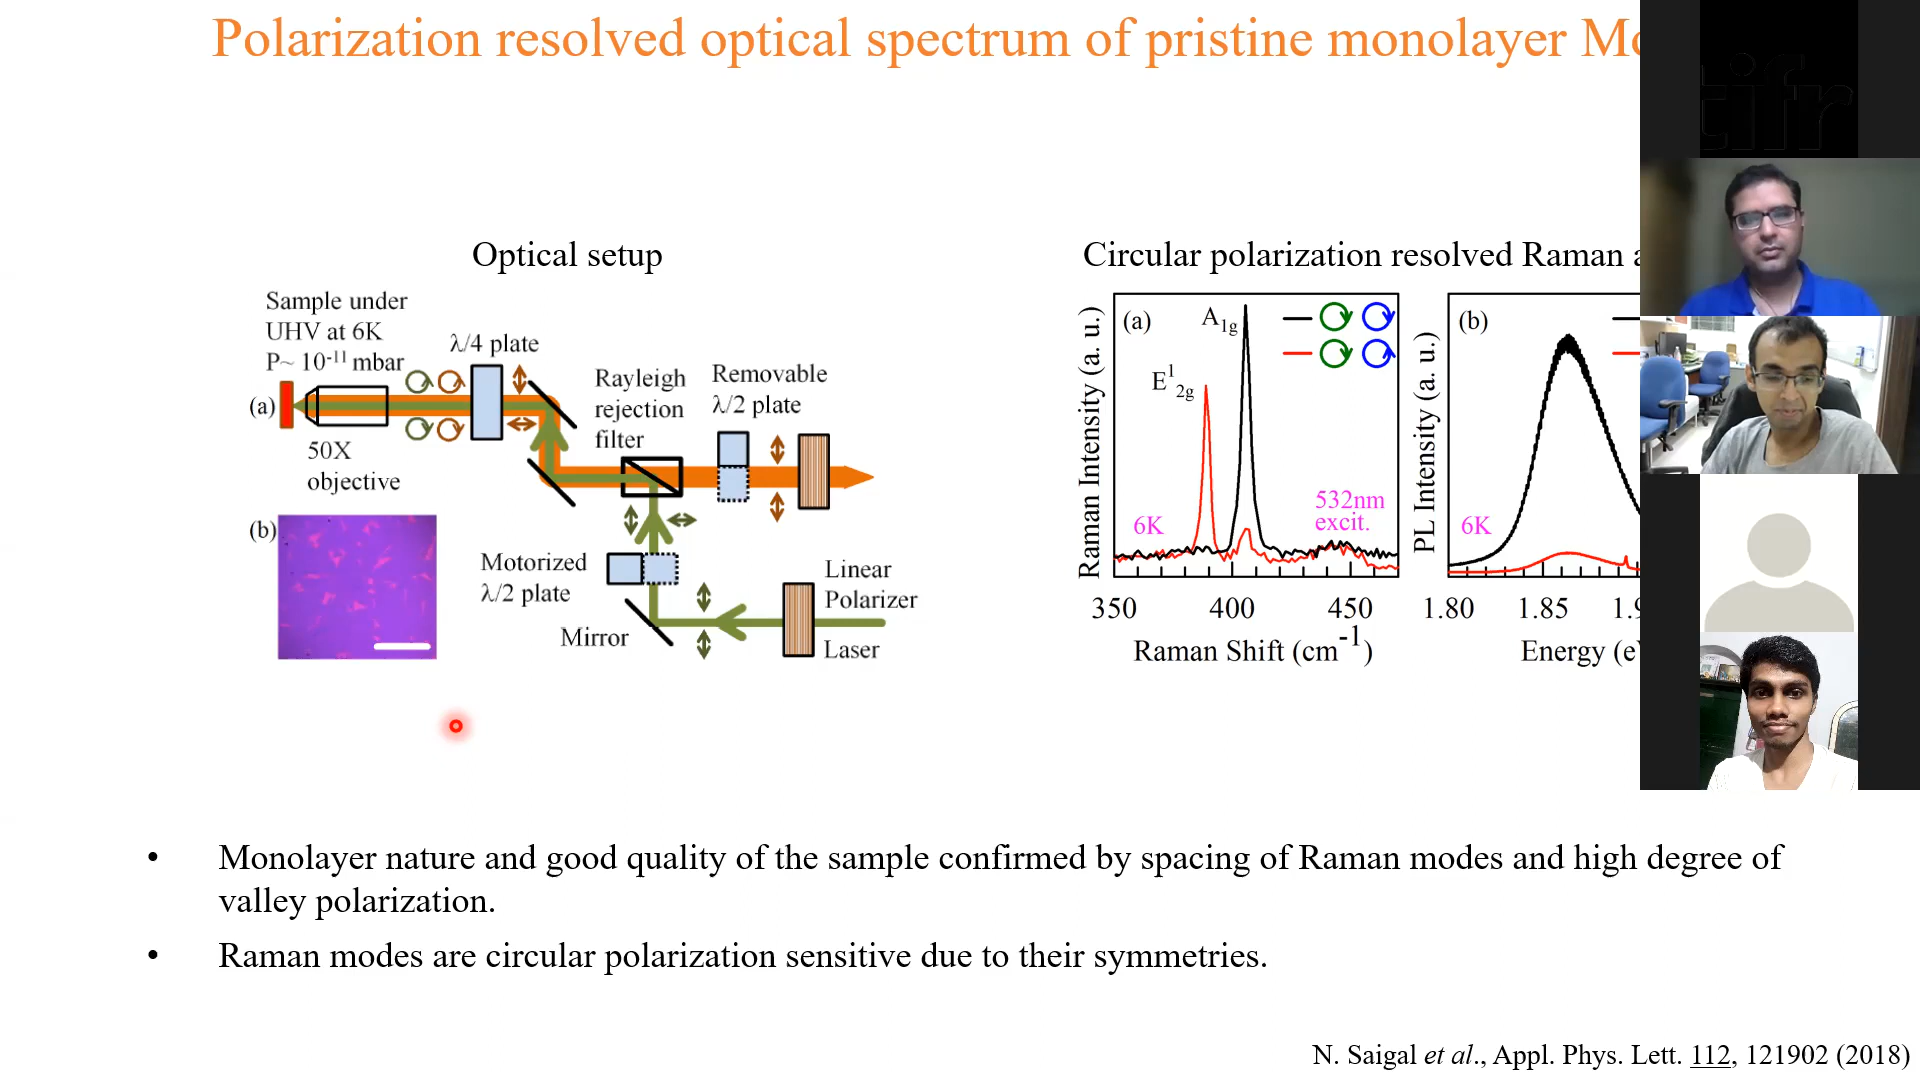 Polarization resolved optical spectrum of pristine monolayer
tifr
Optical setup
Circular polarization resolved Raman
Sample under
UHV at 6K
P~ 10⁻¹¹ mbar
λ/4 plate
Rayleigh
rejection
filter
Removable
λ/2 plate
(a)
50X
objective
(b)
Motorized
λ/2 plate
Mirror
Linear
Polarizer
Laser
Raman Intensity (a. u.)
(a)
A1g
E¹2g
6K
532nm
excit.
350 400 450
Raman Shift (cm⁻¹)
PL Intensity (a. u.)
(b)
6K
1.80 1.85
Energy
• Monolayer nature and good quality of the sample confirmed by spacing of Raman modes and high degree of
valley polarization.
• Raman modes are circular polarization sensitive due to their symmetries.
N. Saigal et al., Appl. Phys. Lett. 112, 121902 (2018)